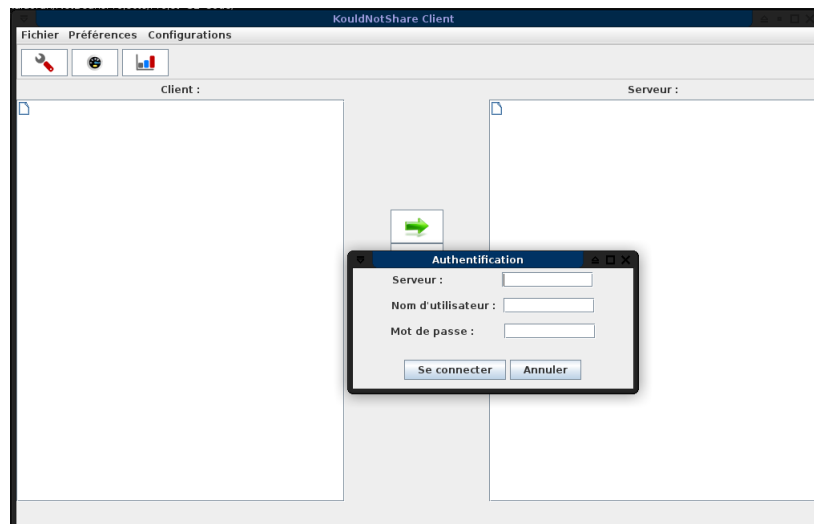 KouldNotShare Client
Fichier Préférences Configurations
Client :
Serveur :
Authentification
Serveur :
Nom d'utilisateur :
Mot de passe :
Se connecter
Annuler